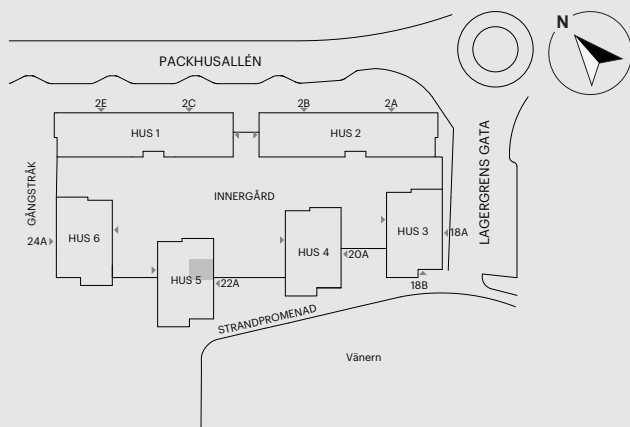 N
PACKHUSALLÉN
2E
2C
2B
2A
HUS 1
HUS 2
LAGERGRENS GATA
GÅNGSTRÅK
INNERGÅRD
24A
HUS 6
HUS 5
22A
HUS 4
20A
HUS 3
18A
18B
STRANDPROMENAD
Vänern